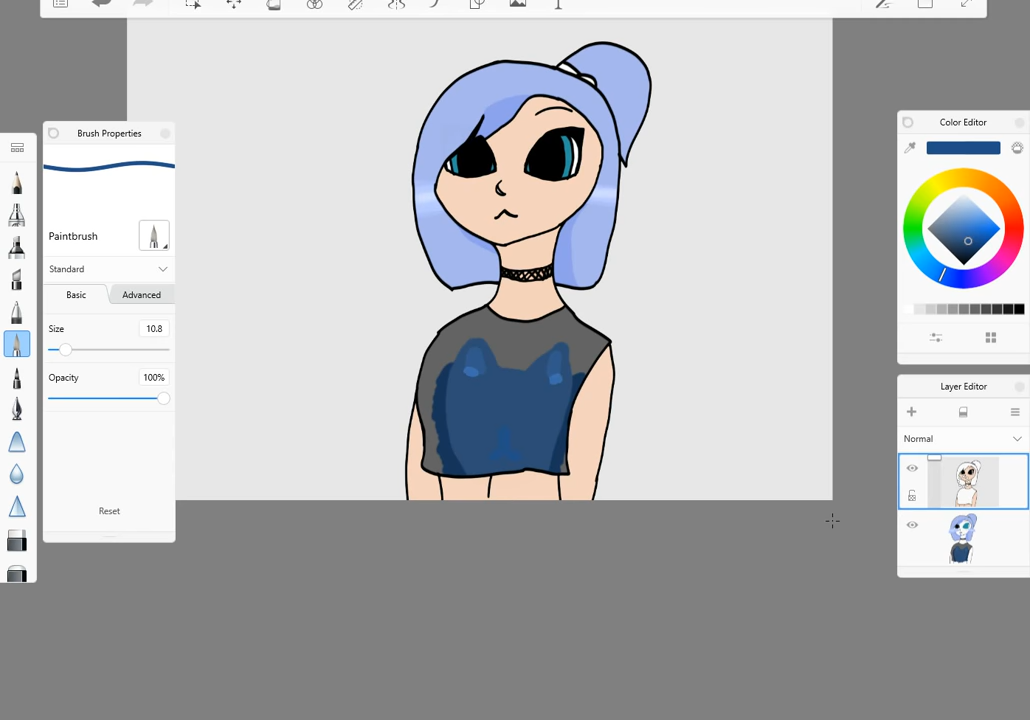 Brush Properties
Paintbrush
Standard
Basic
Advanced
Size
10.8
Opacity
100%
Reset
Color Editor
Layer Editor
Normal